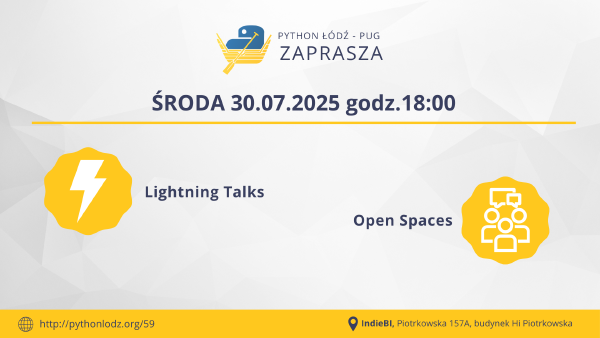 PYTHON ŁÓDŹ - PUG
ZAPRASZA
ŚRODA 30.07.2025 godz.18:00
Lightning Talks
Open Spaces
http://pythonlodz.org/59
IndieBI, Piotrkowska 157A, budynek Hi Piotrkowska